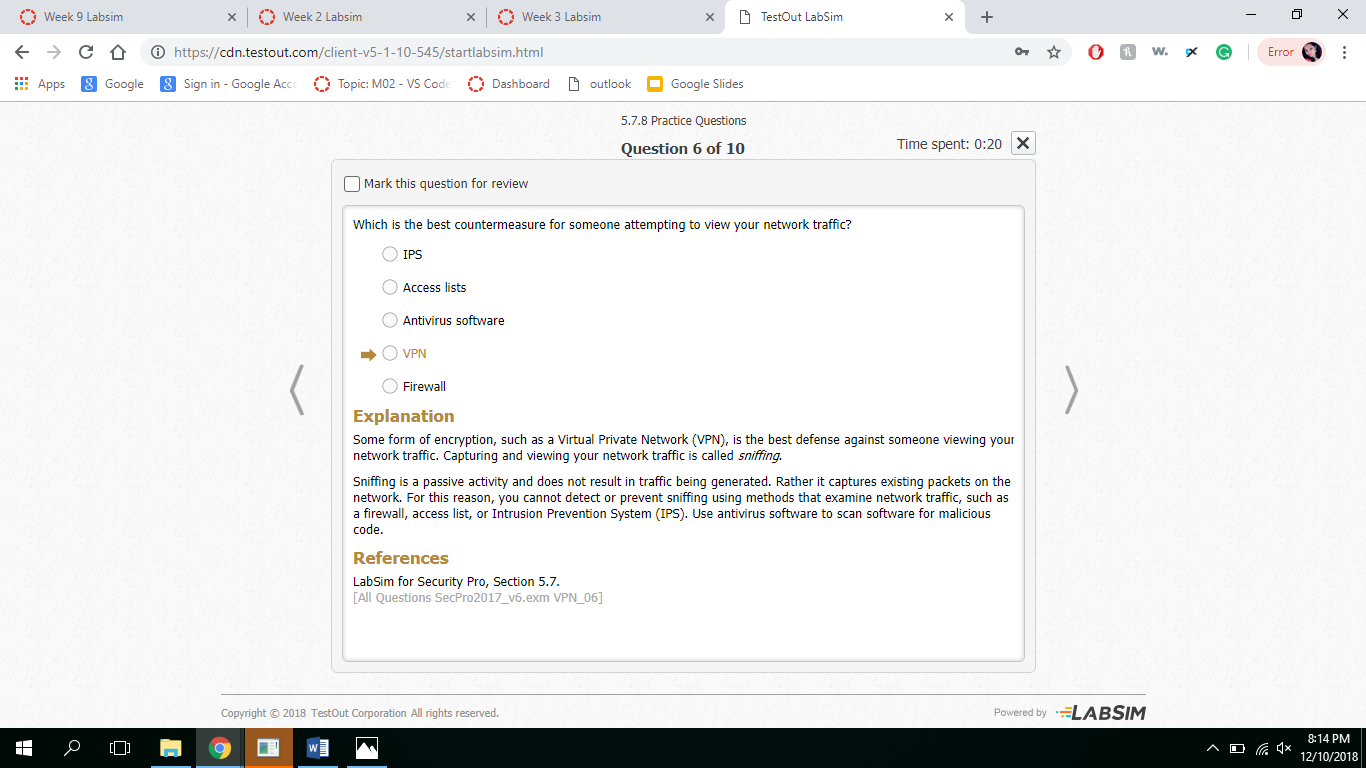 Week 9 Labsim
Week 2 Labsim
Week 3 Labsim
TestOut LabSim
https://cdn.testout.com/client-v5-1-10-545/startlabsim.html
Error
Apps
Google
Sign in - Google Acco
Topic: M02 - VS Code
Dashboard
outlook
Google Slides
5.7.8 Practice Questions
Question 6 of 10
Time spent: 0:20
Mark this question for review
Which is the best countermeasure for someone attempting to view your network traffic?
IPS
Access lists
Antivirus software
VPN
Firewall
Explanation
Some form of encryption, such as a Virtual Private Network (VPN), is the best defense against someone viewing your
network traffic. Capturing and viewing your network traffic is called sniffing.
Sniffing is a passive activity and does not result in traffic being generated. Rather it captures existing packets on the
network. For this reason, you cannot detect or prevent sniffing using methods that examine network traffic, such as
a firewall, access list, or Intrusion Prevention System (IPS). Use antivirus software to scan software for malicious
code.
References
LabSim for Security Pro, Section 5.7.
[All Questions SecPro2017_v6.exm VPN_06]
Copyright © 2018 TestOut Corporation All rights reserved.
Powered by LABSIM
8:14 PM
12/10/2018